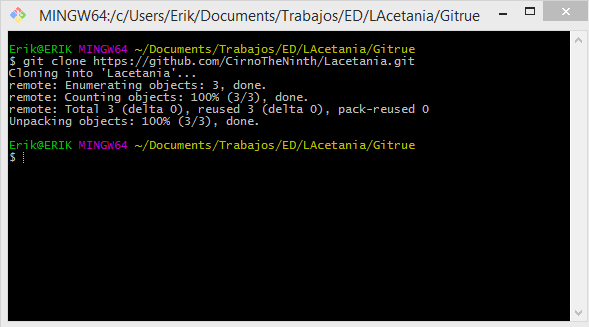 MINGW64:/c/Users/Erik/Documents/Trabajos/ED/LAcetania/Gitrue
Erik@ERIK MINGW64 ~/Documents/Trabajos/ED/LAcetania/Gitrue
$ git clone https://github.com/CirnoTheNinth/Lacetania.git
Cloning into 'Lacetania'...
remote: Enumerating objects: 3, done.
remote: Counting objects: 100% (3/3), done.
remote: Total 3 (delta 0), reused 3 (delta 0), pack-reused 0
Unpacking objects: 100% (3/3), done.
Erik@ERIK MINGW64 ~/Documents/Trabajos/ED/LAcetania/Gitrue
$